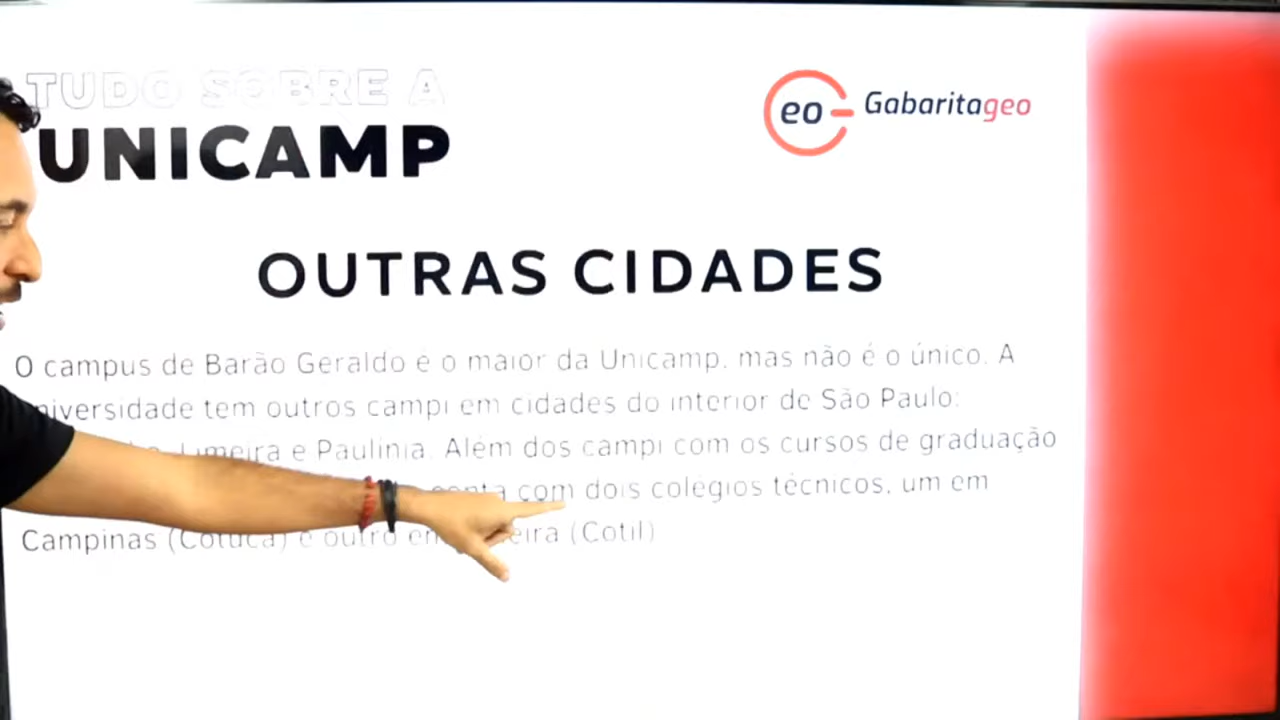 TUDO SOBRE A
UNICAMP
eo
Gabaritageo
OUTRAS CIDADES
O campus de Barão Geraldo é o maior da Unicamp, mas não é o único. A
universidade tem outros campi em cidades do interior de São Paulo:
Limeira e Paulínia. Além dos campi com os cursos de graduação
conta com dois colégios técnicos, um em
Campinas (Cotuca) e outro em Limeira (Cotil)